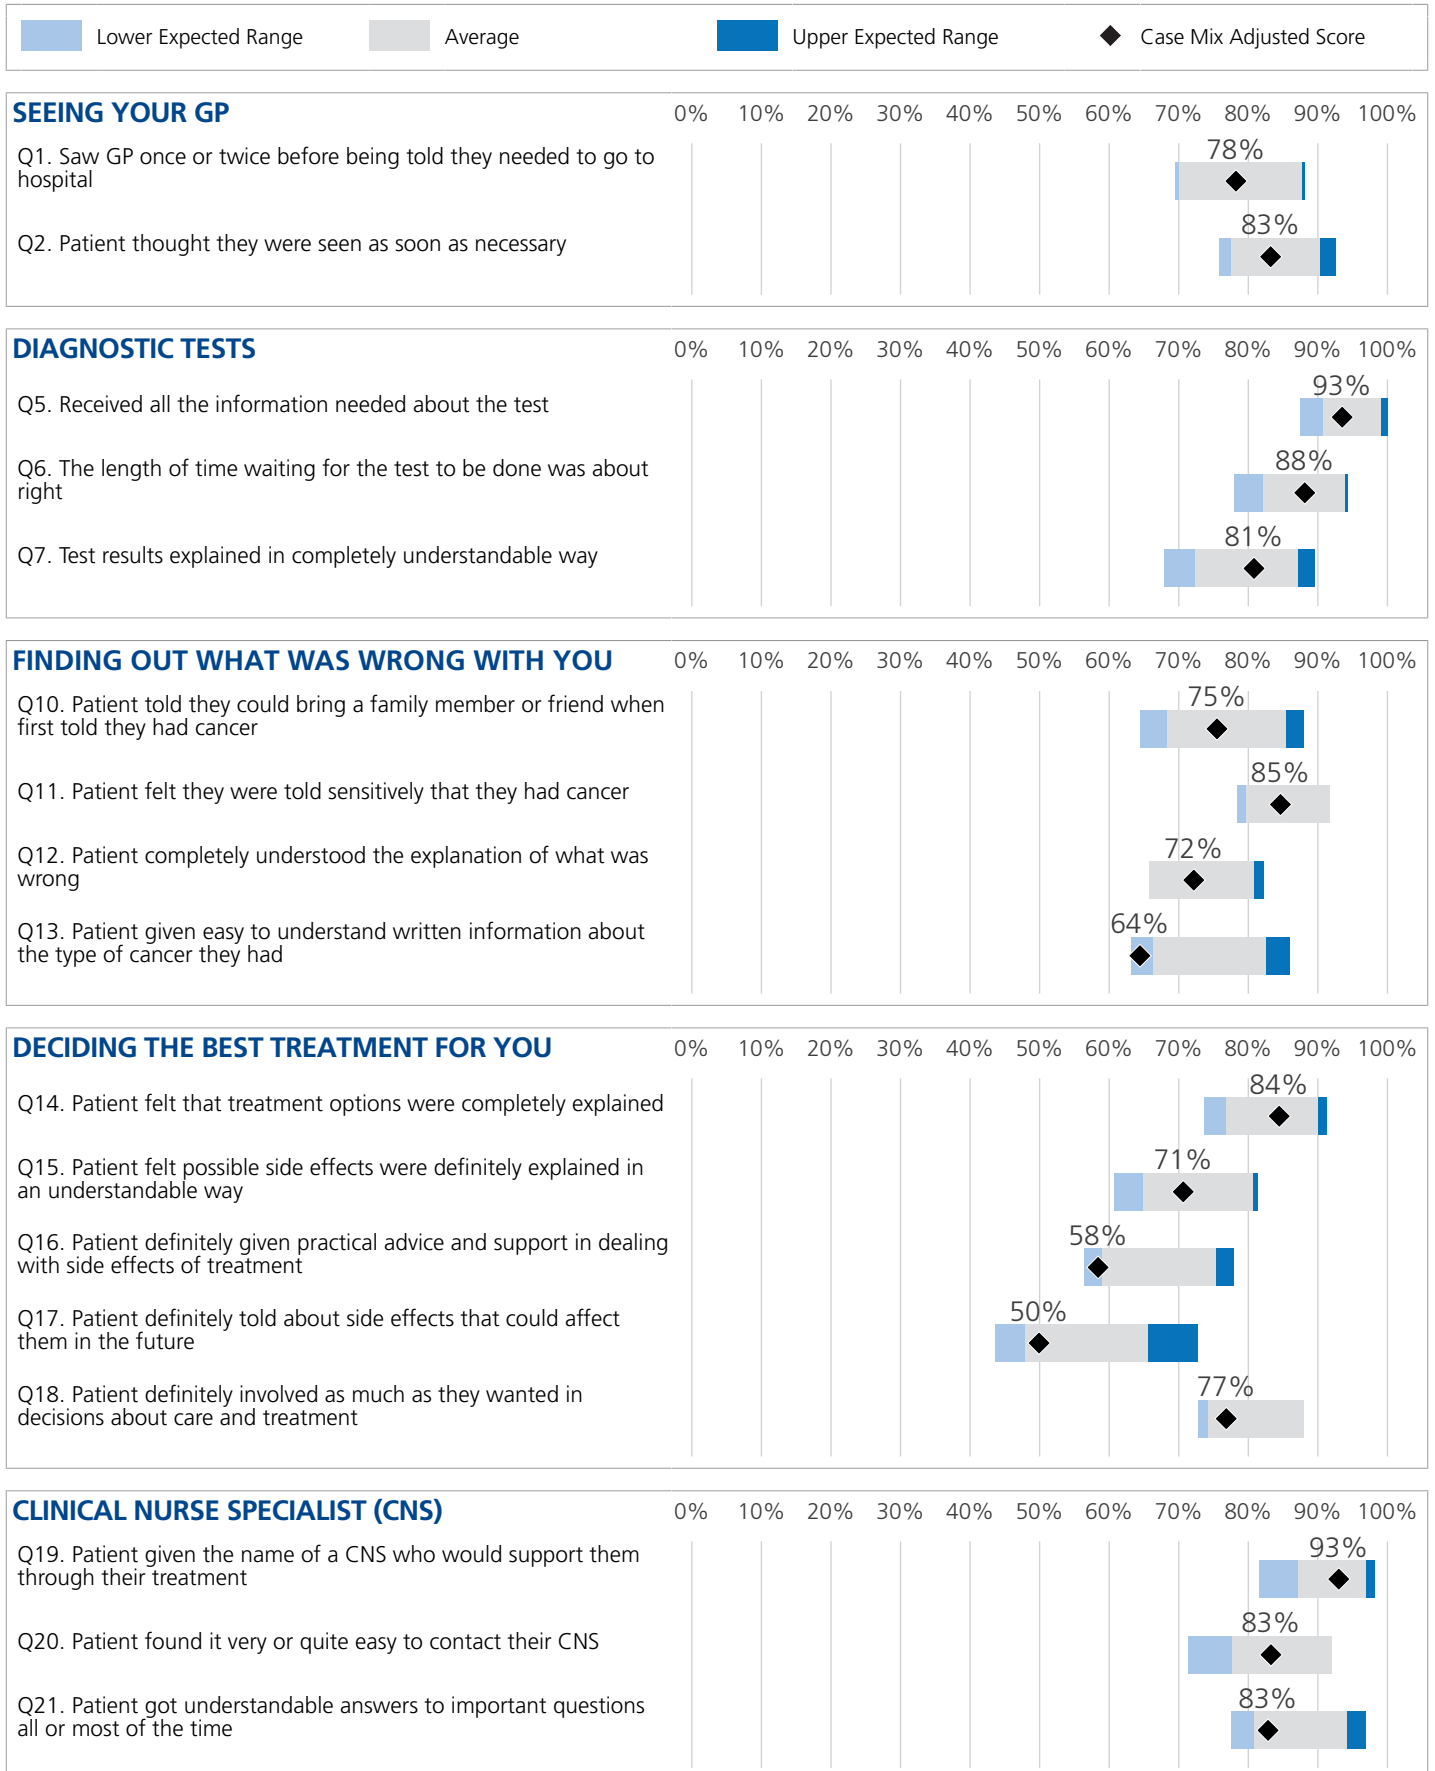 Lower Expected Range Average Upper Expected Range Case Mix Adjusted Score
SEEING YOUR GP 0% 10% 20% 30% 40% 50% 60% 70% 80% 90% 100%
Q1. Saw GP once or twice before being told they needed to go to
hospital
78%
Q2. Patient thought they were seen as soon as necessary
83%
DIAGNOSTIC TESTS 0% 10% 20% 30% 40% 50% 60% 70% 80% 90% 100%
Q5. Received all the information needed about the test
93%
Q6. The length of time waiting for the test to be done was about
right
88%
Q7. Test results explained in completely understandable way
81%
FINDING OUT WHAT WAS WRONG WITH YOU 0% 10% 20% 30% 40% 50% 60% 70% 80% 90% 100%
Q10. Patient told they could bring a family member or friend when
first told they had cancer
75%
Q11. Patient felt they were told sensitively that they had cancer
85%
Q12. Patient completely understood the explanation of what was
wrong
72%
Q13. Patient given easy to understand written information about
the type of cancer they had
64%
DECIDING THE BEST TREATMENT FOR YOU 0% 10% 20% 30% 40% 50% 60% 70% 80% 90% 100%
Q14. Patient felt that treatment options were completely explained
84%
Q15. Patient felt possible side effects were definitely explained in
an understandable way
71%
Q16. Patient definitely given practical advice and support in dealing
with side effects of treatment
58%
Q17. Patient definitely told about side effects that could affect
them in the future
50%
Q18. Patient definitely involved as much as they wanted in
decisions about care and treatment
77%
CLINICAL NURSE SPECIALIST (CNS) 0% 10% 20% 30% 40% 50% 60% 70% 80% 90% 100%
Q19. Patient given the name of a CNS who would support them
through their treatment
93%
Q20. Patient found it very or quite easy to contact their CNS
83%
Q21. Patient got understandable answers to important questions
all or most of the time
83%